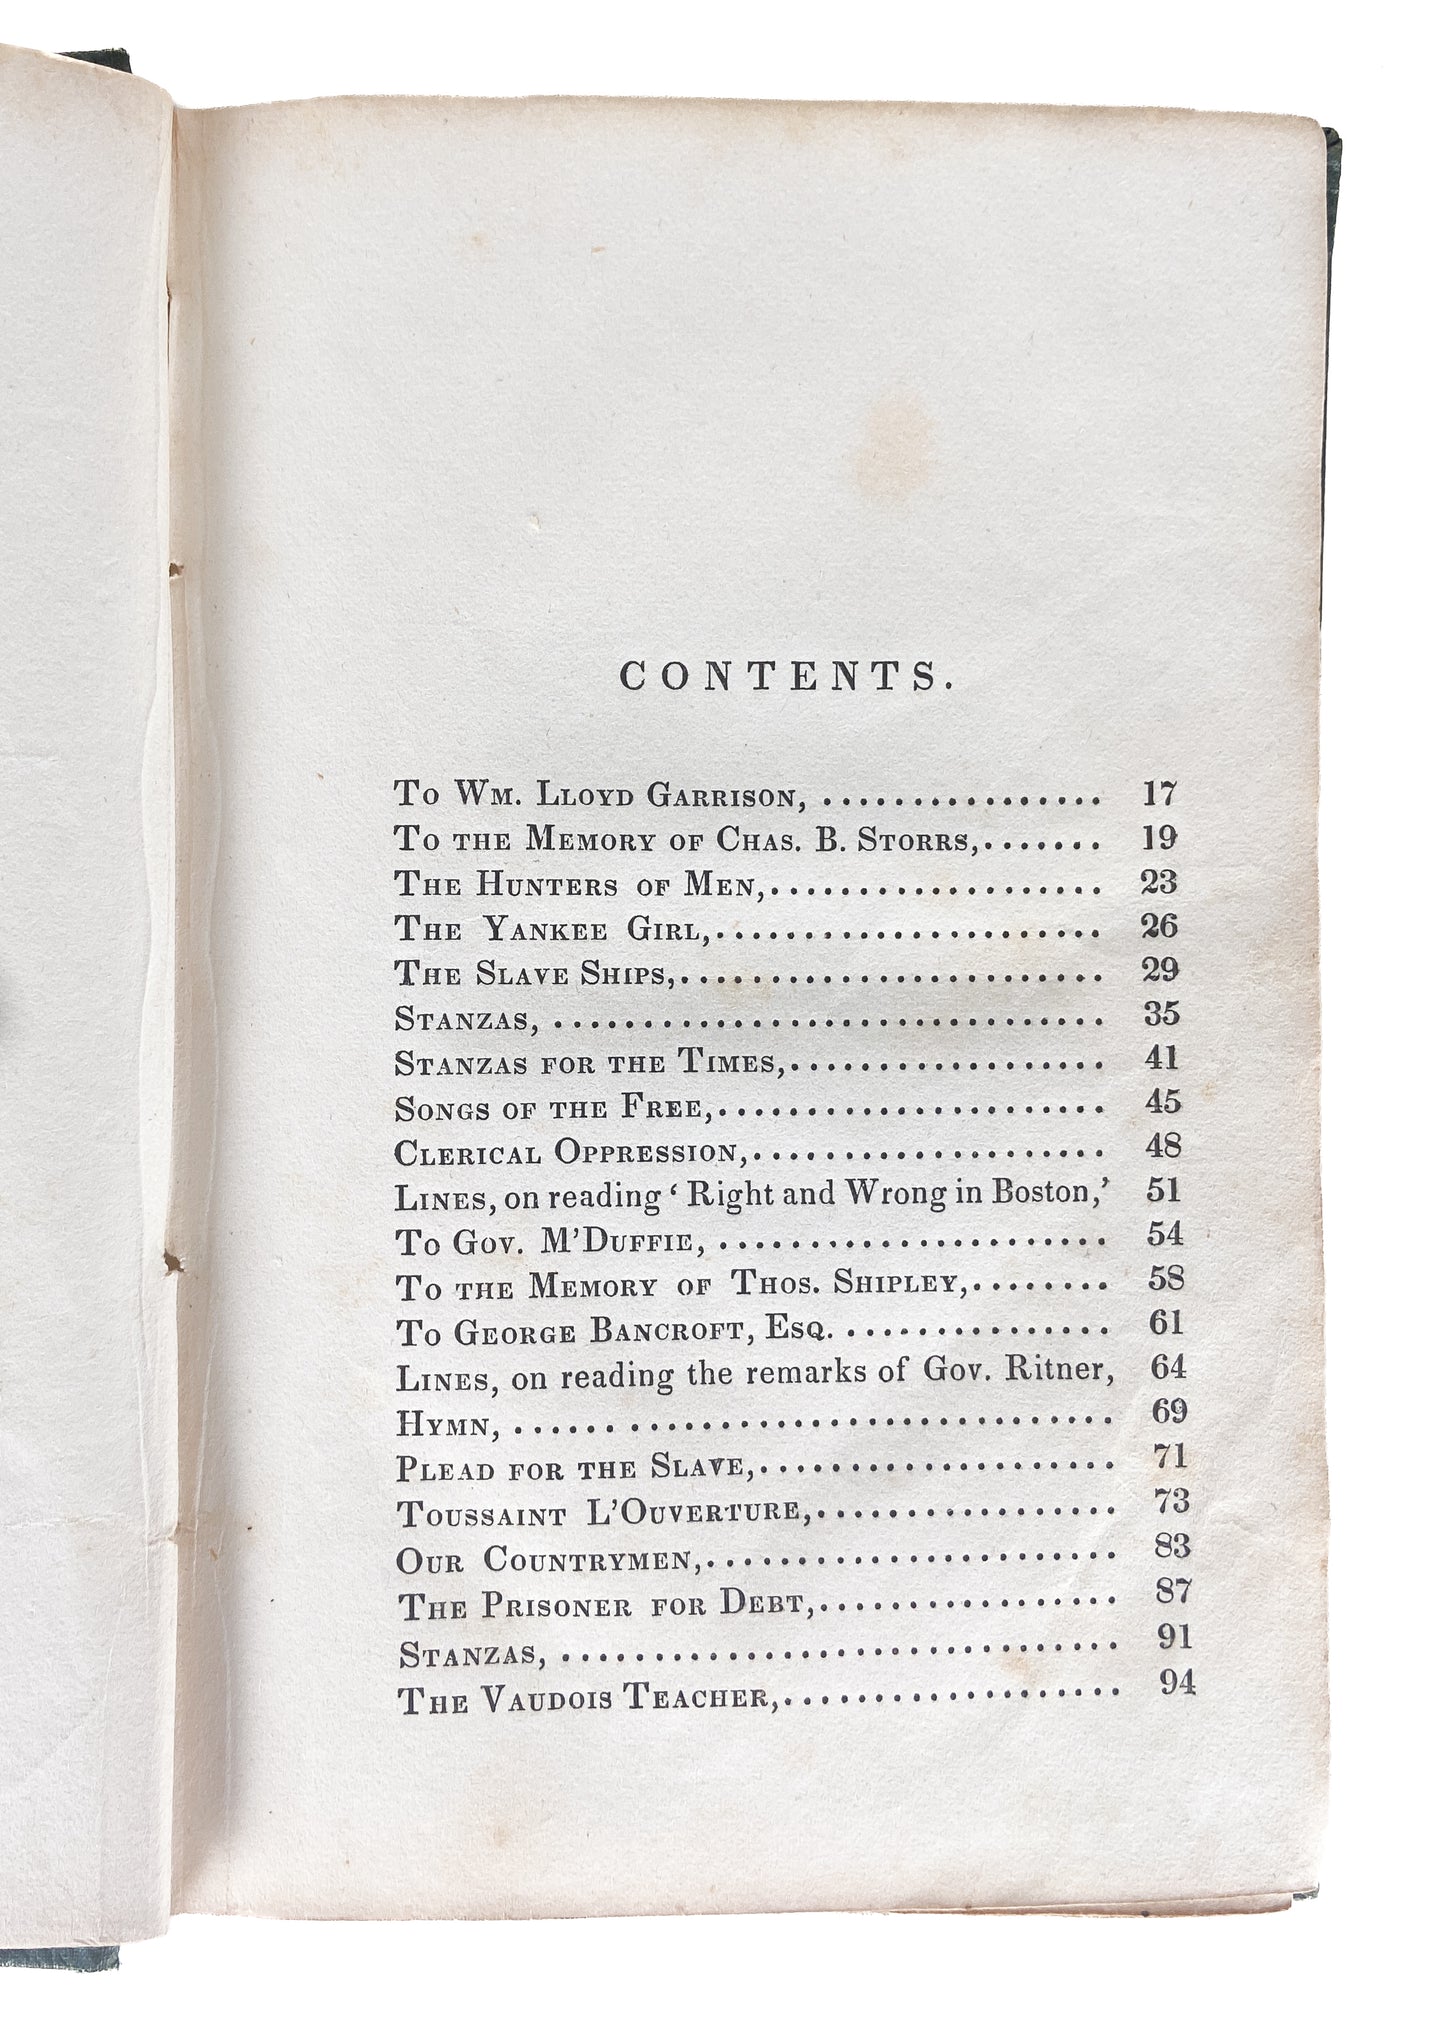 CONTENTS.
To Wm. Lloyd Garrison, ................ 17
To the Memory of Chas. B. Storrs,....... 19
The Hunters of Men,................... 23
The Yankee Girl,...................... 26
The Slave Ships,........................ 29
Stanzas, ............................... 35
Stanzas for the Times,.................. 41
Songs of the Free,...................... 45
Clerical Oppression,.................... 48
Lines, on reading ‘Right and Wrong in Boston,’ 51
To Gov. M’Duffie, ...................... 54
To the Memory of Thos. Shipley,........ 58
To George Bancroft, Esq. ............... 61
Lines, on reading the remarks of Gov. Ritner, 64
Hymn, ...... ........................... 69
Plead for the Slave,.................... 71
Toussaint L’Ouverture,................. 73
Our Countrymen,....................... 83
The Prisoner for Debt,................. 87
Stanzas, ............................... 91
The Vaudois Teacher,................... 94